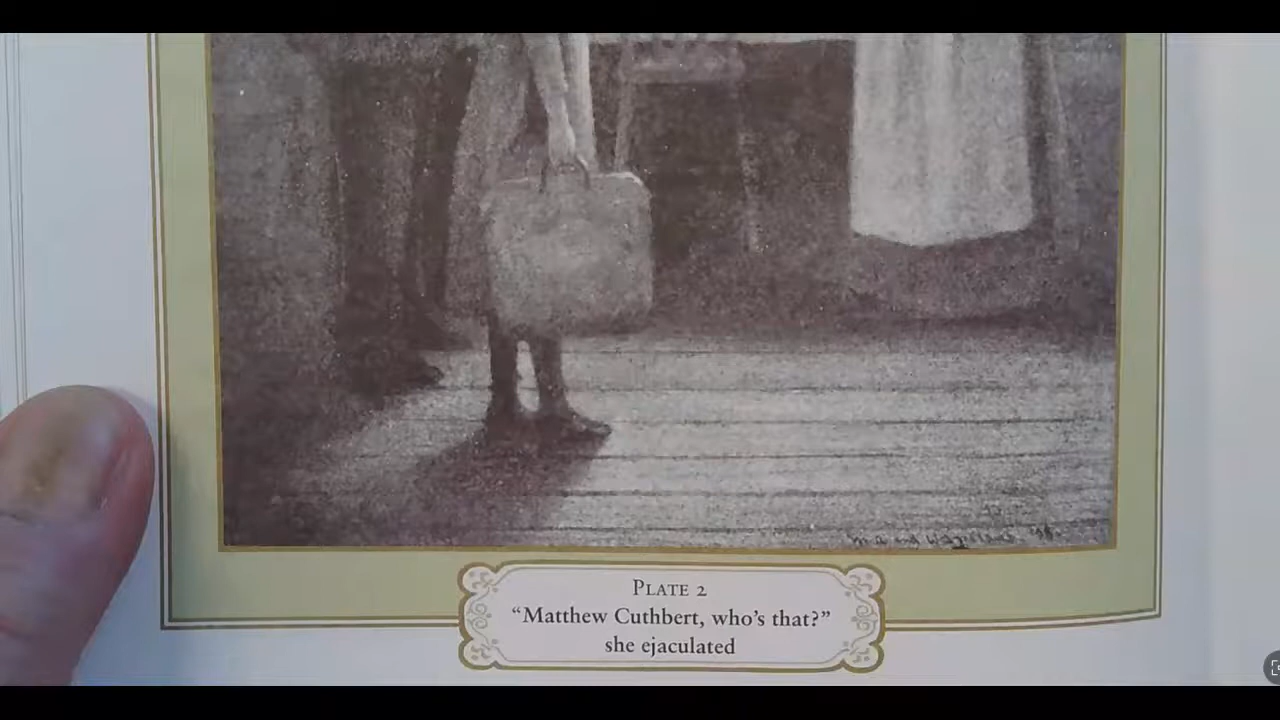 PLATE 2
“Matthew Cuthbert, who’s that?”
she ejaculated